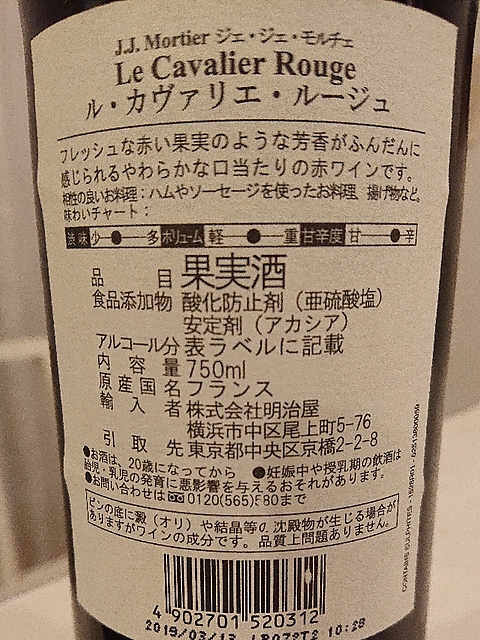 J.J. Mortier ジェ・ジェ・モルチェ
Le Cavalier Rouge
ル・カヴァリエ・ルージュ
フレッシュな赤い果実のような芳香がふんだんに
感じられるやわらかな口当たりの赤ワインです。
相性の良いお料理：ハムやソーセージを使ったお料理、揚げ物など。
味わいチャート：
渋味 少 多 ボリューム 軽 重 甘辛度 甘 辛
品目 果実酒
食品添加物 酸化防止剤（亜硫酸塩）
安定剤（アカシア）
アルコール分 表ラベルに記載
内容量 750ml
原産国名 フランス
輸入者 株式会社明治屋
横浜市中区尾上町5-76
引取先 東京都中央区京橋2-2-8
●お酒は、20歳になってから ●妊娠中や授乳期の飲酒は
胎児・乳児の発育に悪影響を与えるおそれがあります。
●お問い合わせは 0120(565)580まで
ビンの底に澱（オリ）や結晶等の沈殿物が生じる場合が
ありますがワインの成分です。品質上問題ありません。
4 902701 520312
2019/03/13 10:28
CONTAINS SULPHITES